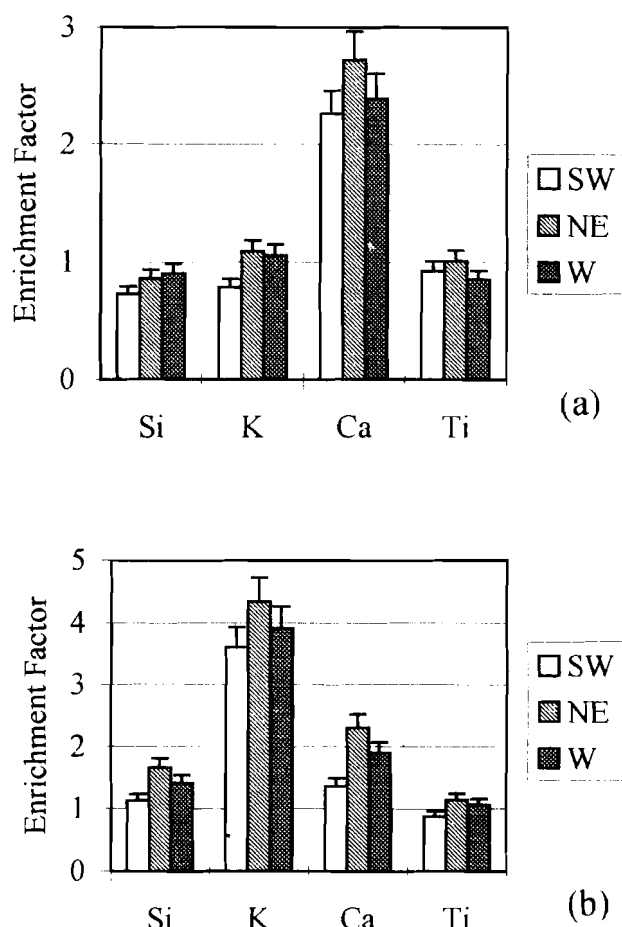 3
2
1
0
Enrichment Factor
Si K Ca Ti
SW
NE
W
(a)
5
4
3
2
1
0
Enrichment Factor
Si K Ca Ti
SW
NE
W
(b)